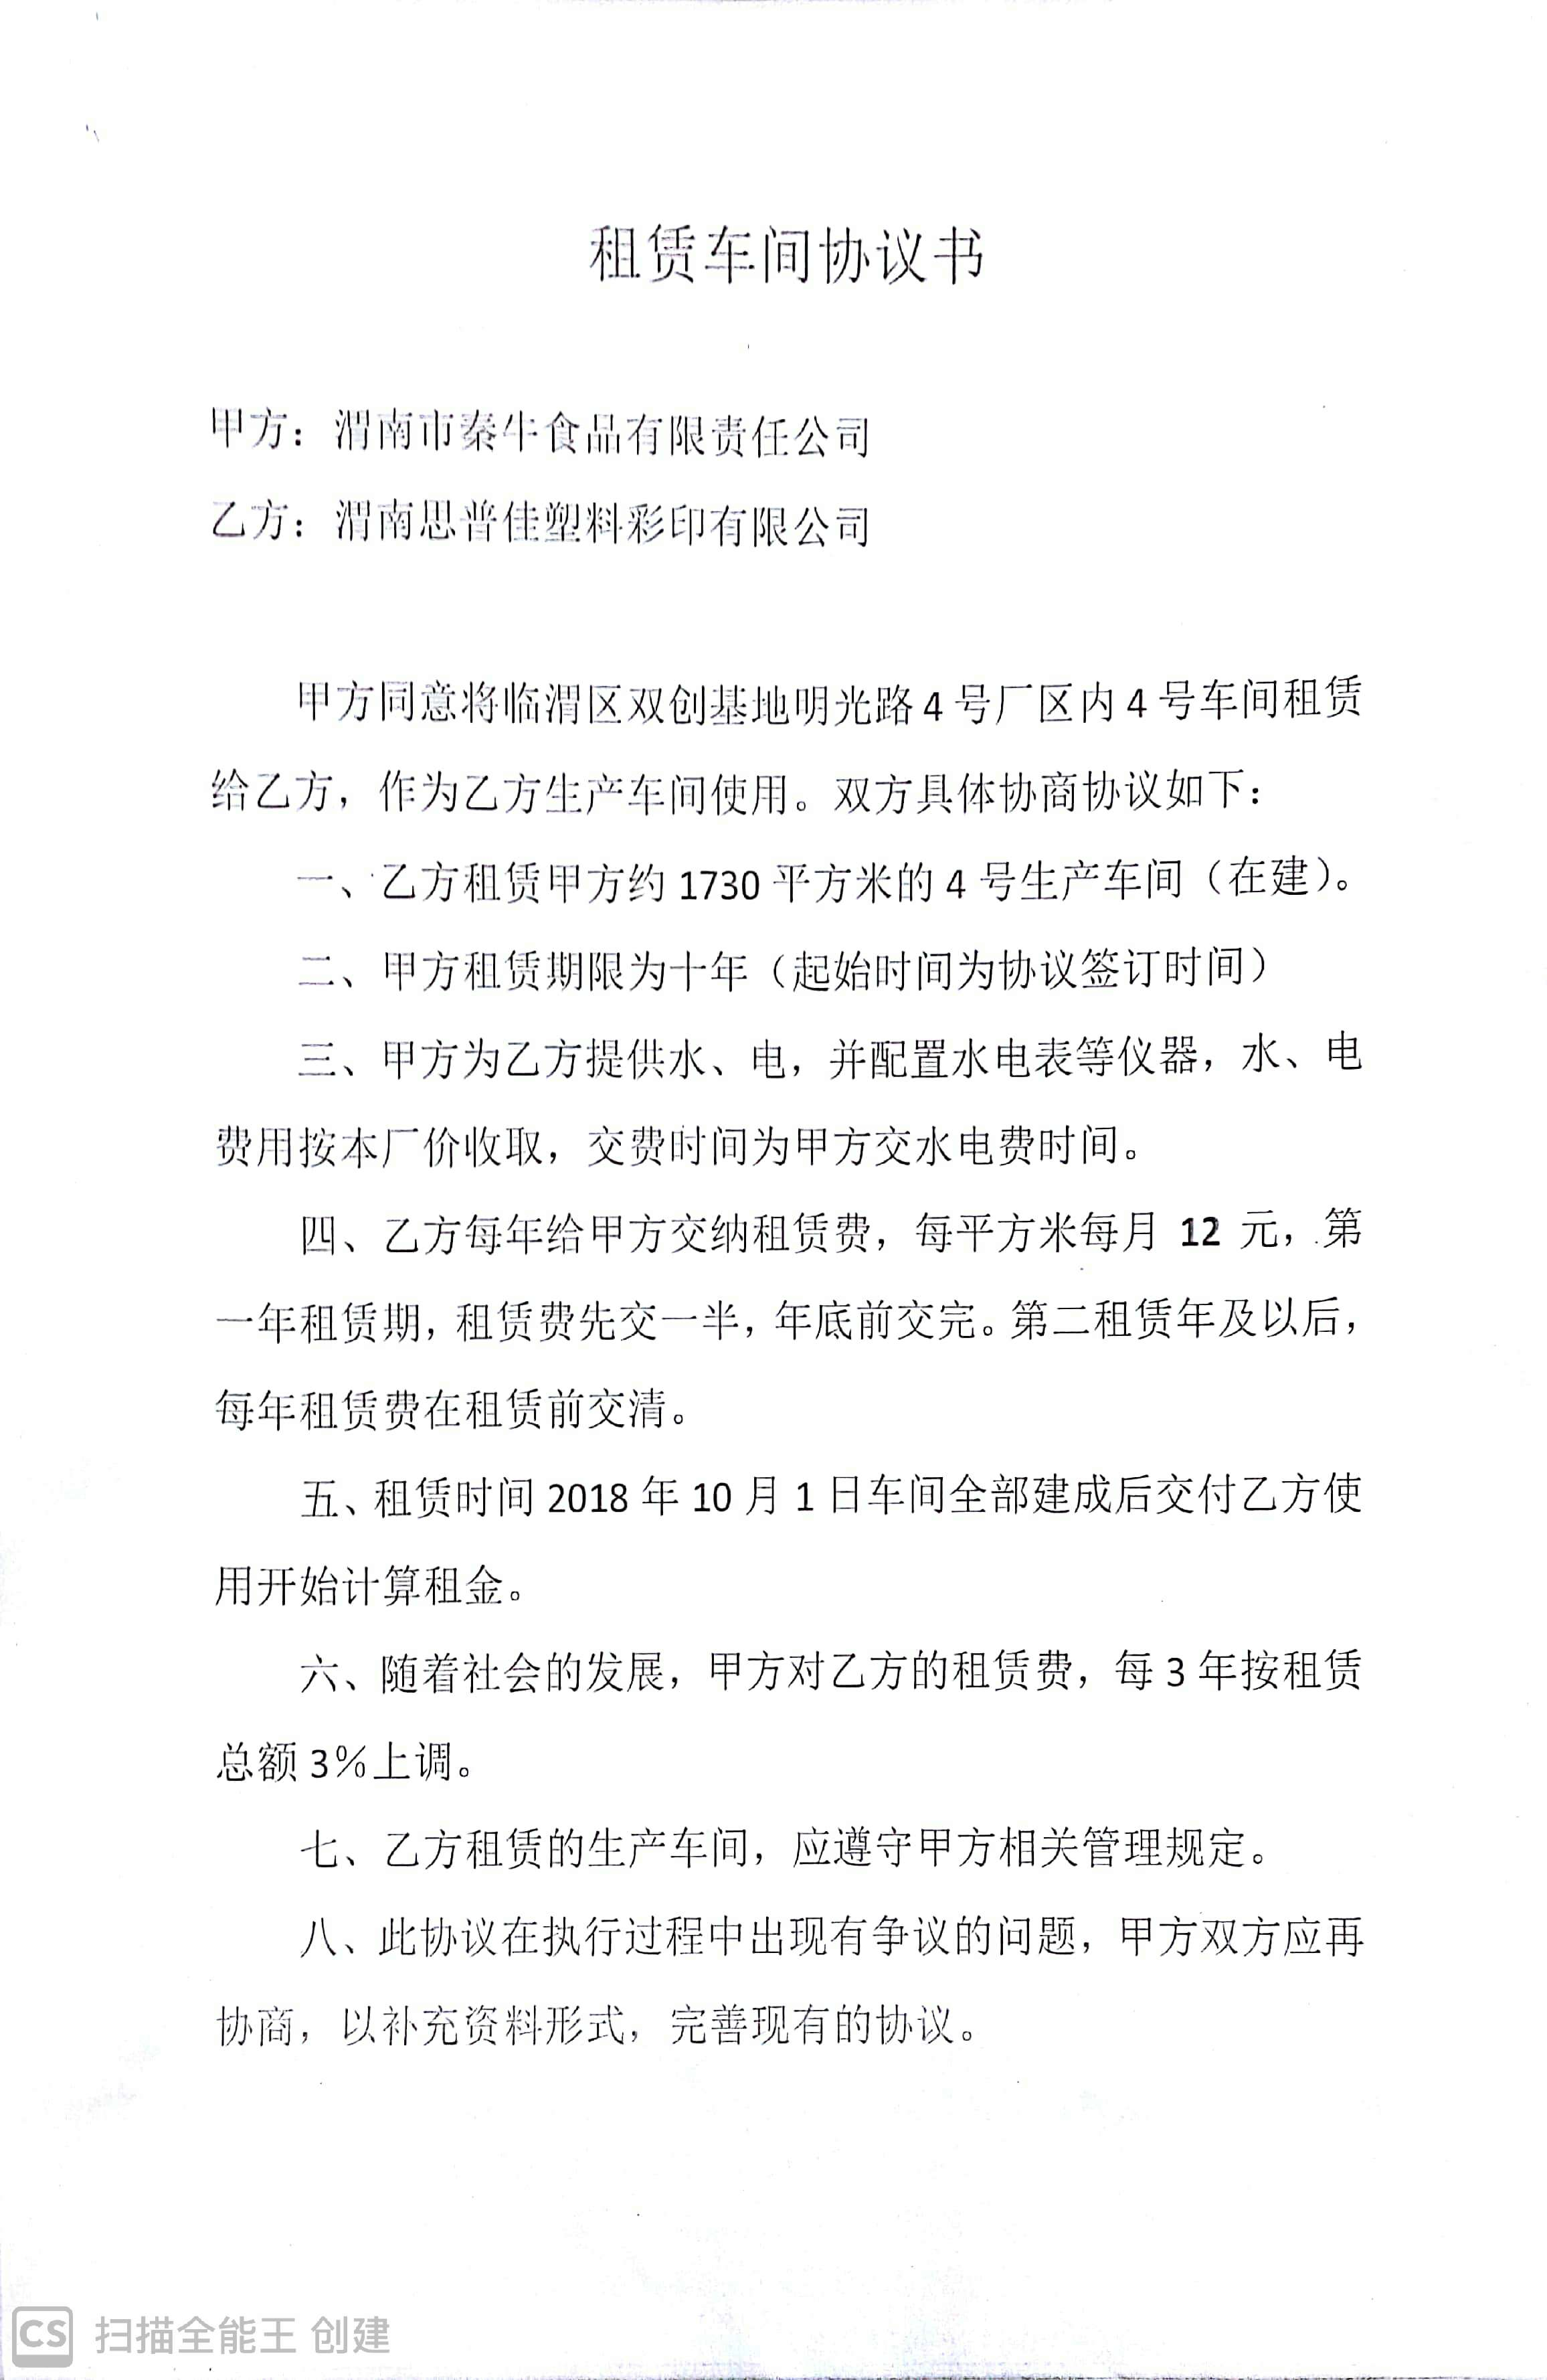 租赁车间协议书
甲方：渭南市秦牛食品有限责任公司
乙方：渭南思普佳塑料彩印有限公司
甲方同意将临渭区双创基地明光路4号厂区内4号车间租赁
给乙方，作为乙方生产车间使用。双方具体协商协议如下：
一、乙方租赁甲方约1730平方米的4号生产车间（在建）。
二、甲方租赁期限为十年（起始时间为协议签订时间）
三、甲方为乙方提供水、电，并配置水电表等仪器，水、电
费用按本厂价收取，交费时间为甲方交水电费时间。
四、乙方每年给甲方交纳租赁费，每平方米每月 12 元，第
一年租赁期，租赁费先交一半，年底前交完。第二租赁年及以后，
每年租赁费在租赁前交清。
五、租赁时间2018年10月1日车间全部建成后交付乙方使
用开始计算租金。
六、随着社会的发展，甲方对乙方的租赁费，每3年按租赁
总额3%上调。
七、乙方租赁的生产车间，应遵守甲方相关管理规定。
八、此协议在执行过程中出现有争议的问题，甲方双方应再
协商，以补充资料形式，完善现有的协议。
CS 扫描全能王 创建